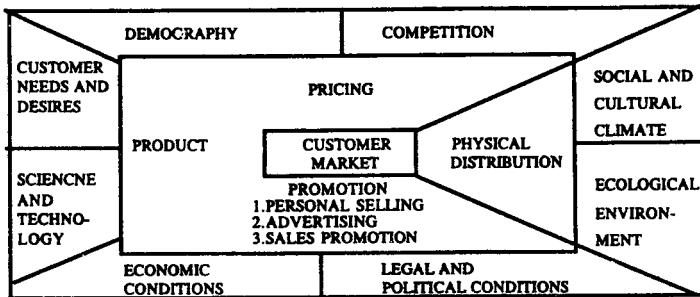 DEMOGRAPHY
COMPETITION
CUSTOMER
NEEDS AND
DESIRES
PRICING
SOCIAL AND
CULTURAL
CLIMATE
PRODUCT
CUSTOMER
MARKET
PHYSICAL
DISTRIBUTION
SCIENCNE
AND
TECHNO-
LOGY
PROMOTION
1.PERSONAL SELLING
2.ADVERTISING
3.SALES PROMOTION
ECOLOGICAL
ENVIRON-
MENT
ECONOMIC
CONDITIONS
LEGAL AND
POLITICAL CONDITIONS